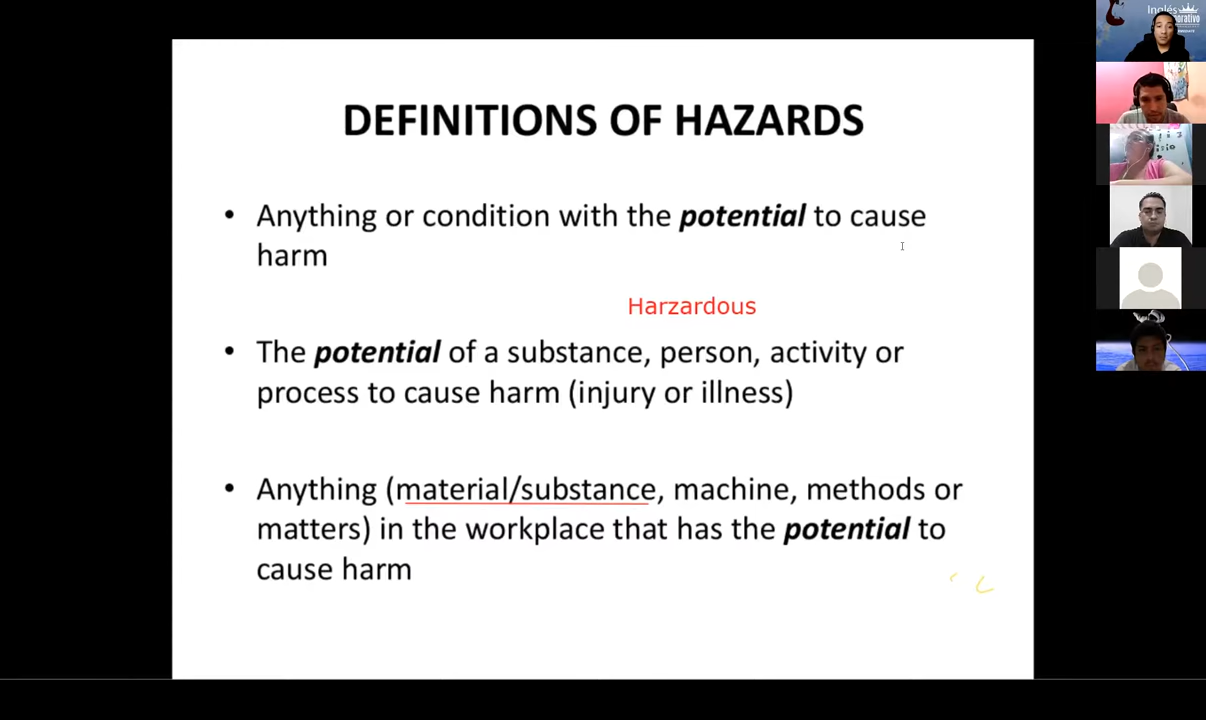 DEFINITIONS OF HAZARDS
• Anything or condition with the potential to cause
harm
Harzardous
• The potential of a substance, person, activity or
process to cause harm (injury or illness)
• Anything (material/substance, machine, methods or
matters) in the workplace that has the potential to
cause harm
Inglés